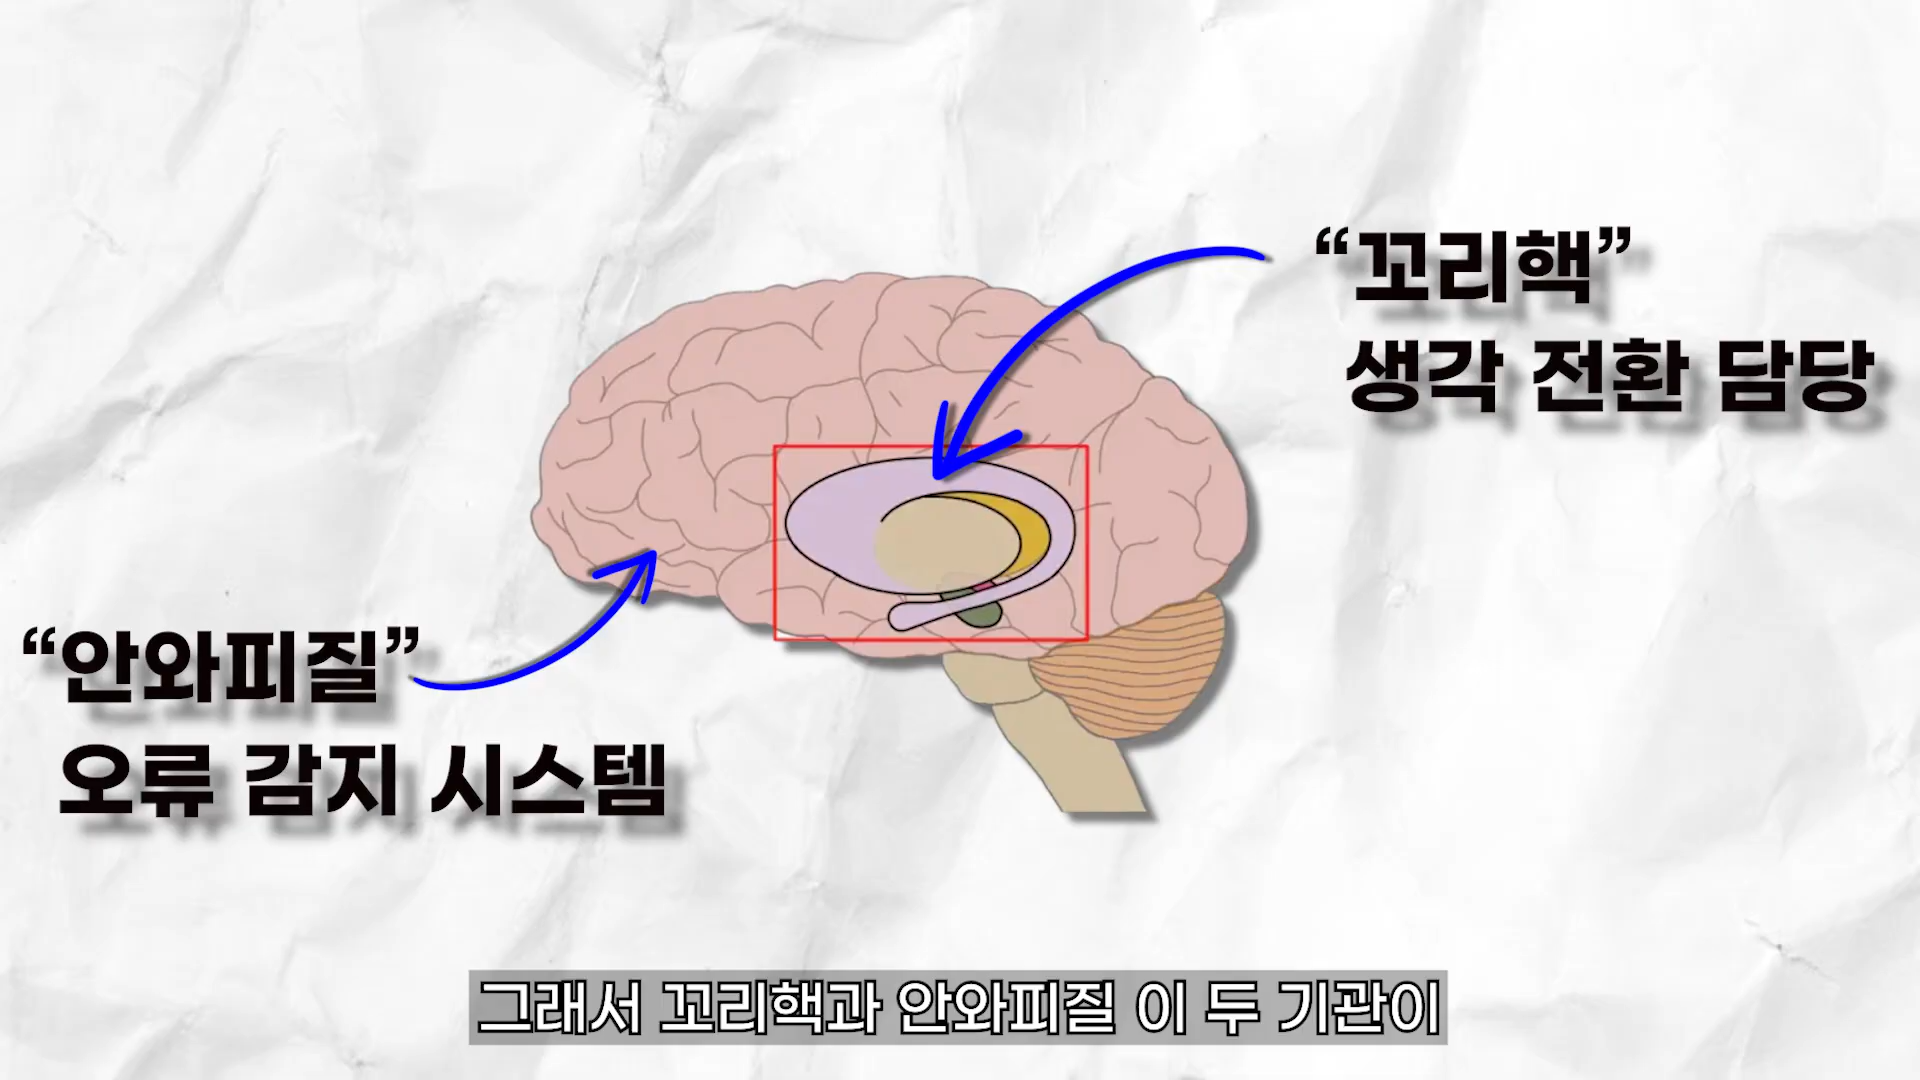 “꼬리핵”
생각 전환 담당
“안와피질”
오류 감지 시스템
그래서 꼬리핵과 안와피질 이 두 기관이